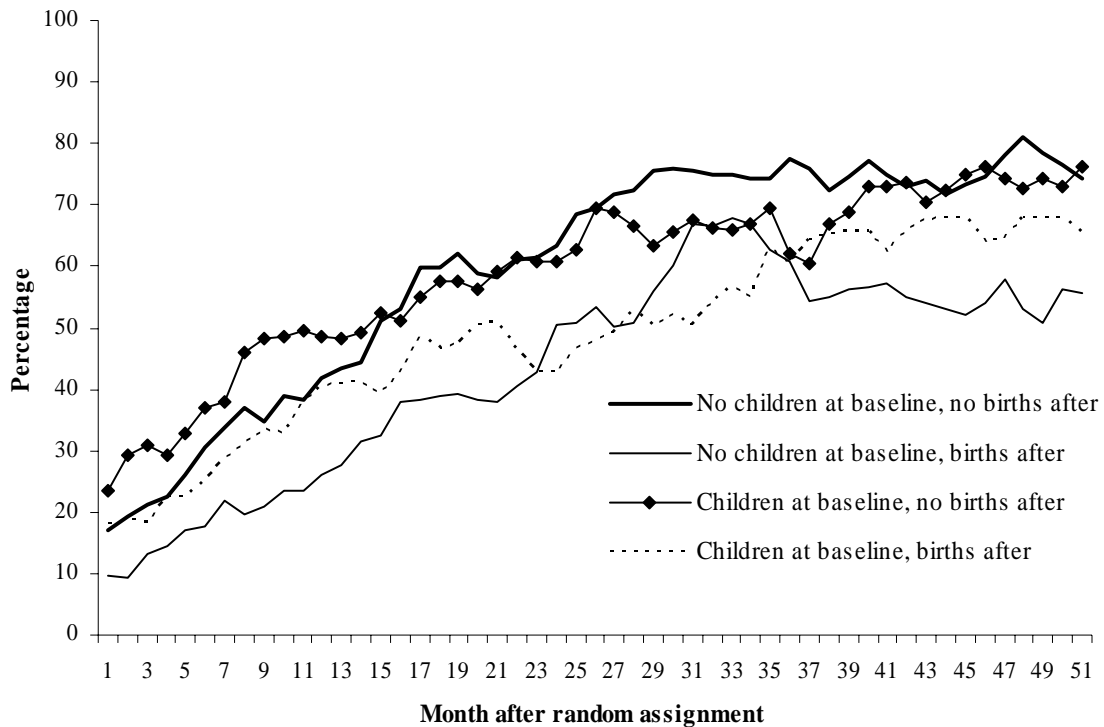 100
90
80
70
60
50
40
30
20
10
0
Percentage
No children at baseline, no births after
No children at baseline, births after
Children at baseline, no births after
Children at baseline, births after
1 3 5 7 9 11 13 15 17 19 21 23 25 27 29 31 33 35 37 39 41 43 45 47 49 51
Month after random assignment